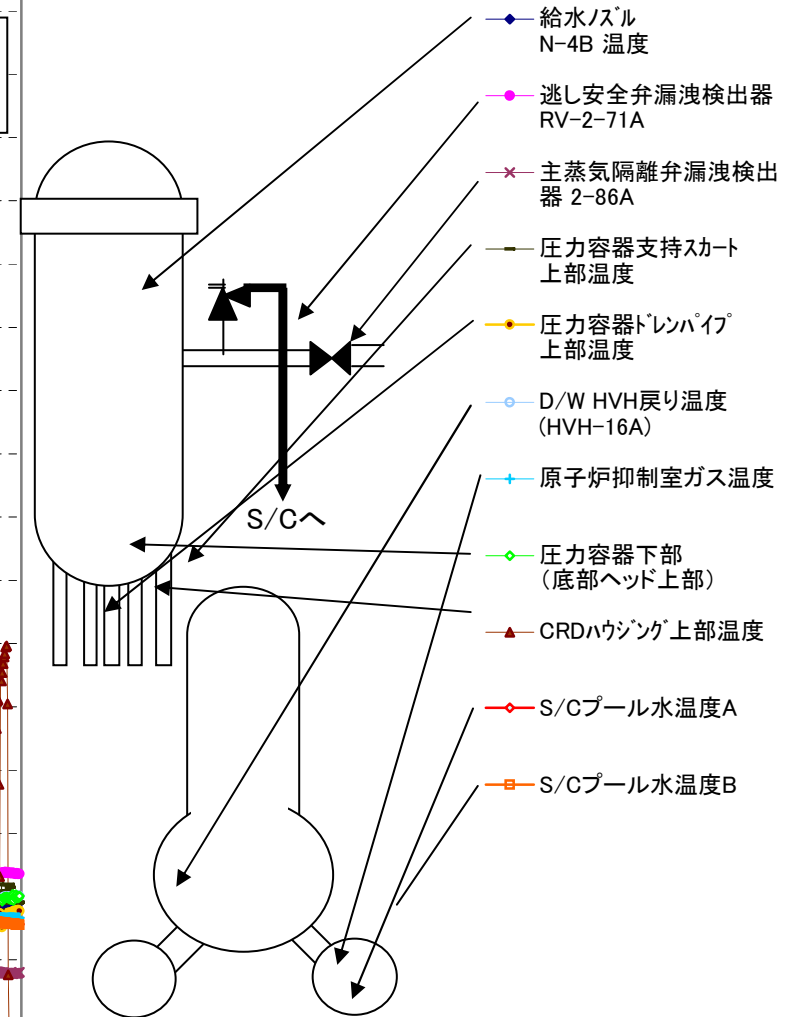 給水ﾉｽﾞﾙ
N-4B 温度
逃し安全弁漏洩検出器
RV-2-71A
主蒸気隔離弁漏洩検出
器 2-86A
圧力容器支持ｽｶｰﾄ
上部温度
圧力容器ﾄﾞﾚﾝﾊﾟｲﾌﾟ
上部温度
D/W HVH戻り温度
(HVH-16A)
原子炉抑制室ガス温度
S/Cへ
圧力容器下部
（底部ヘッド上部）
CRDﾊｳｼﾞﾝｸﾞ上部温度
S/Cプール水温度A
S/Cプール水温度B